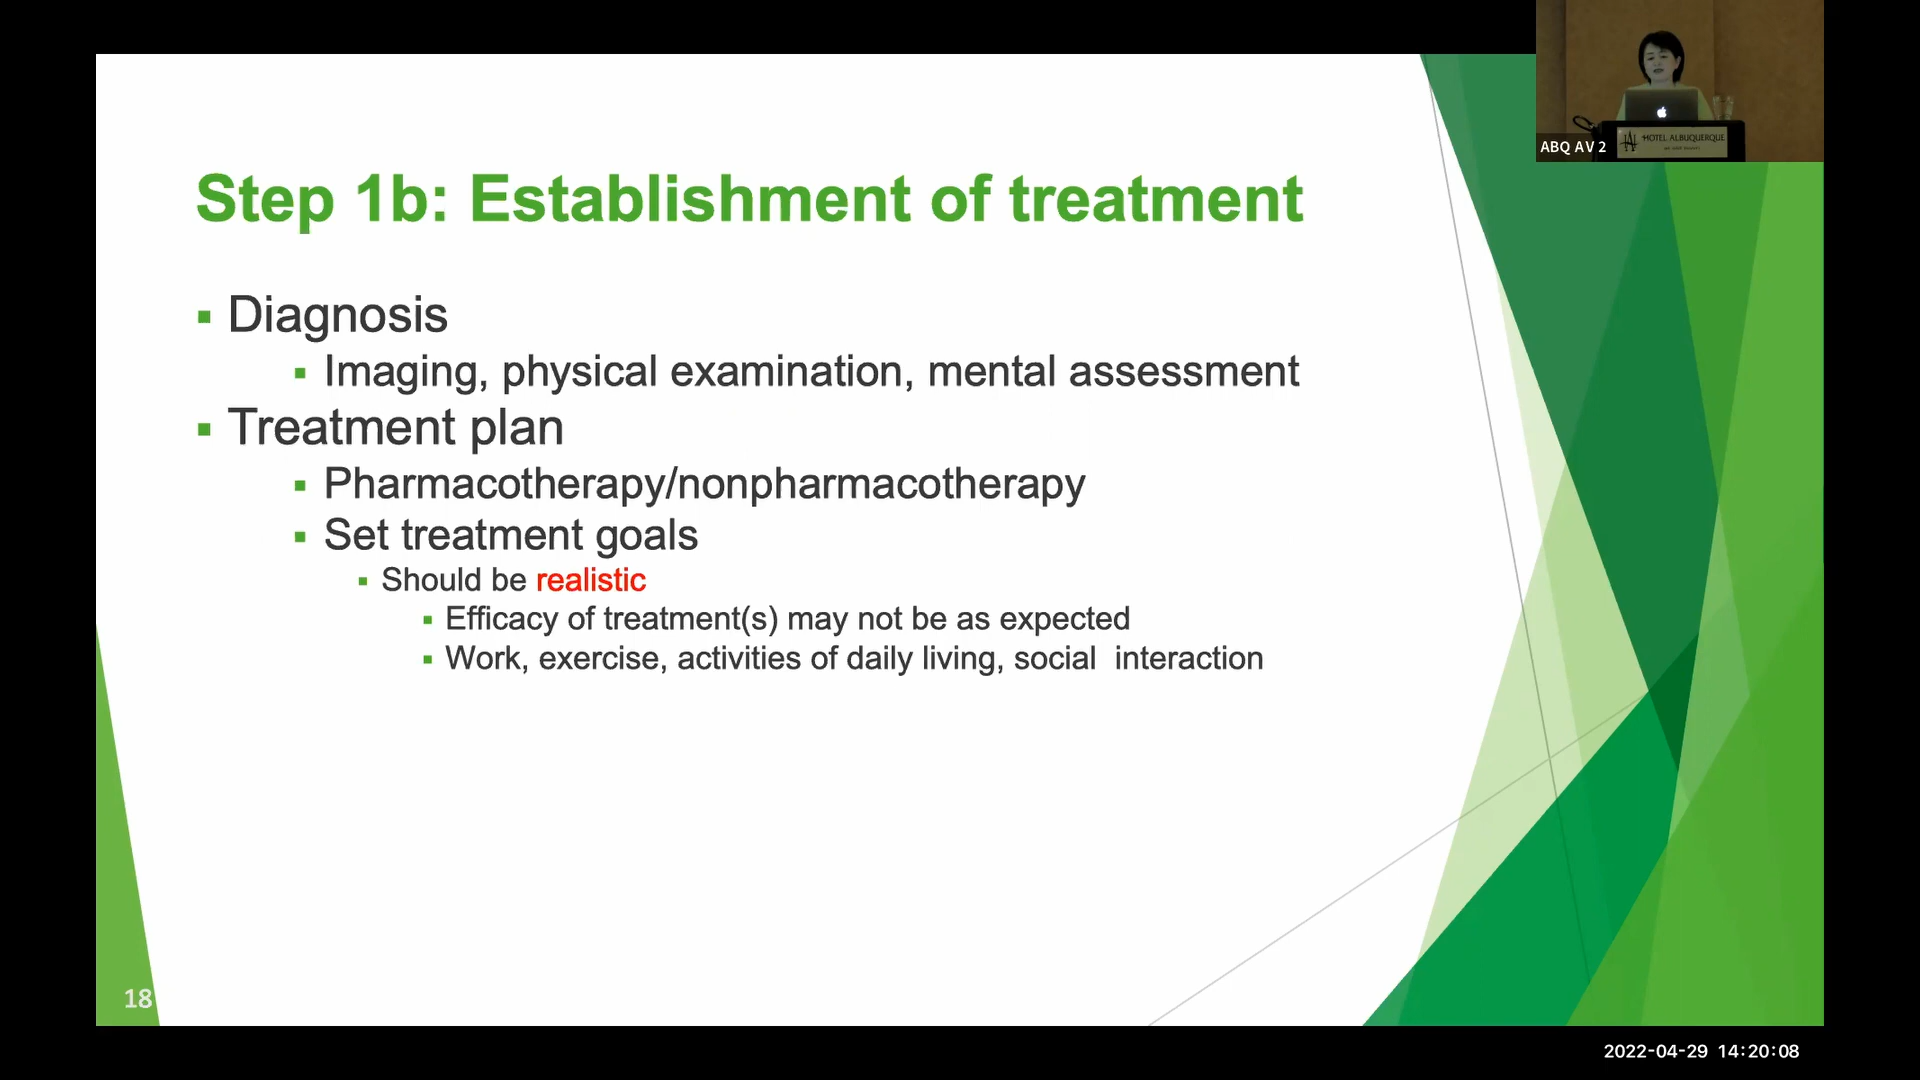 ABQ AV 2
HOTEL ALBUQUERQUE
Step 1b: Establishment of treatment
Diagnosis
Imaging, physical examination, mental assessment
Treatment plan
Pharmacotherapy/nonpharmacotherapy
Set treatment goals
Should be realistic
Efficacy of treatment(s) may not be as expected
Work, exercise, activities of daily living, social interaction
18
2022-04-29 14:20:08